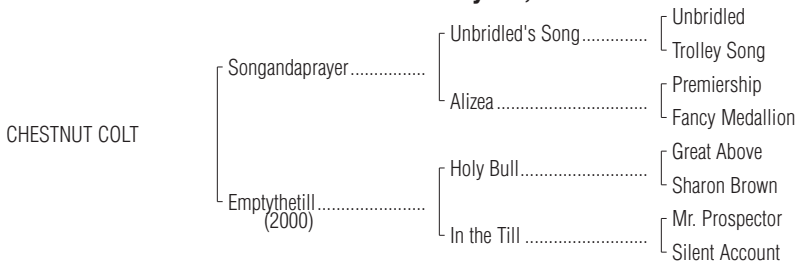 Unbridled
Unbridled's Song..............
Trolley Song
Songandaprayer................
Premiership
Alizea................................
Fancy Medallion
CHESTNUT COLT
Great Above
Holy Bull...........................
Sharon Brown
Emptythetill.......................
(2000)
Mr. Prospector
In the Till ..........................
Silent Account